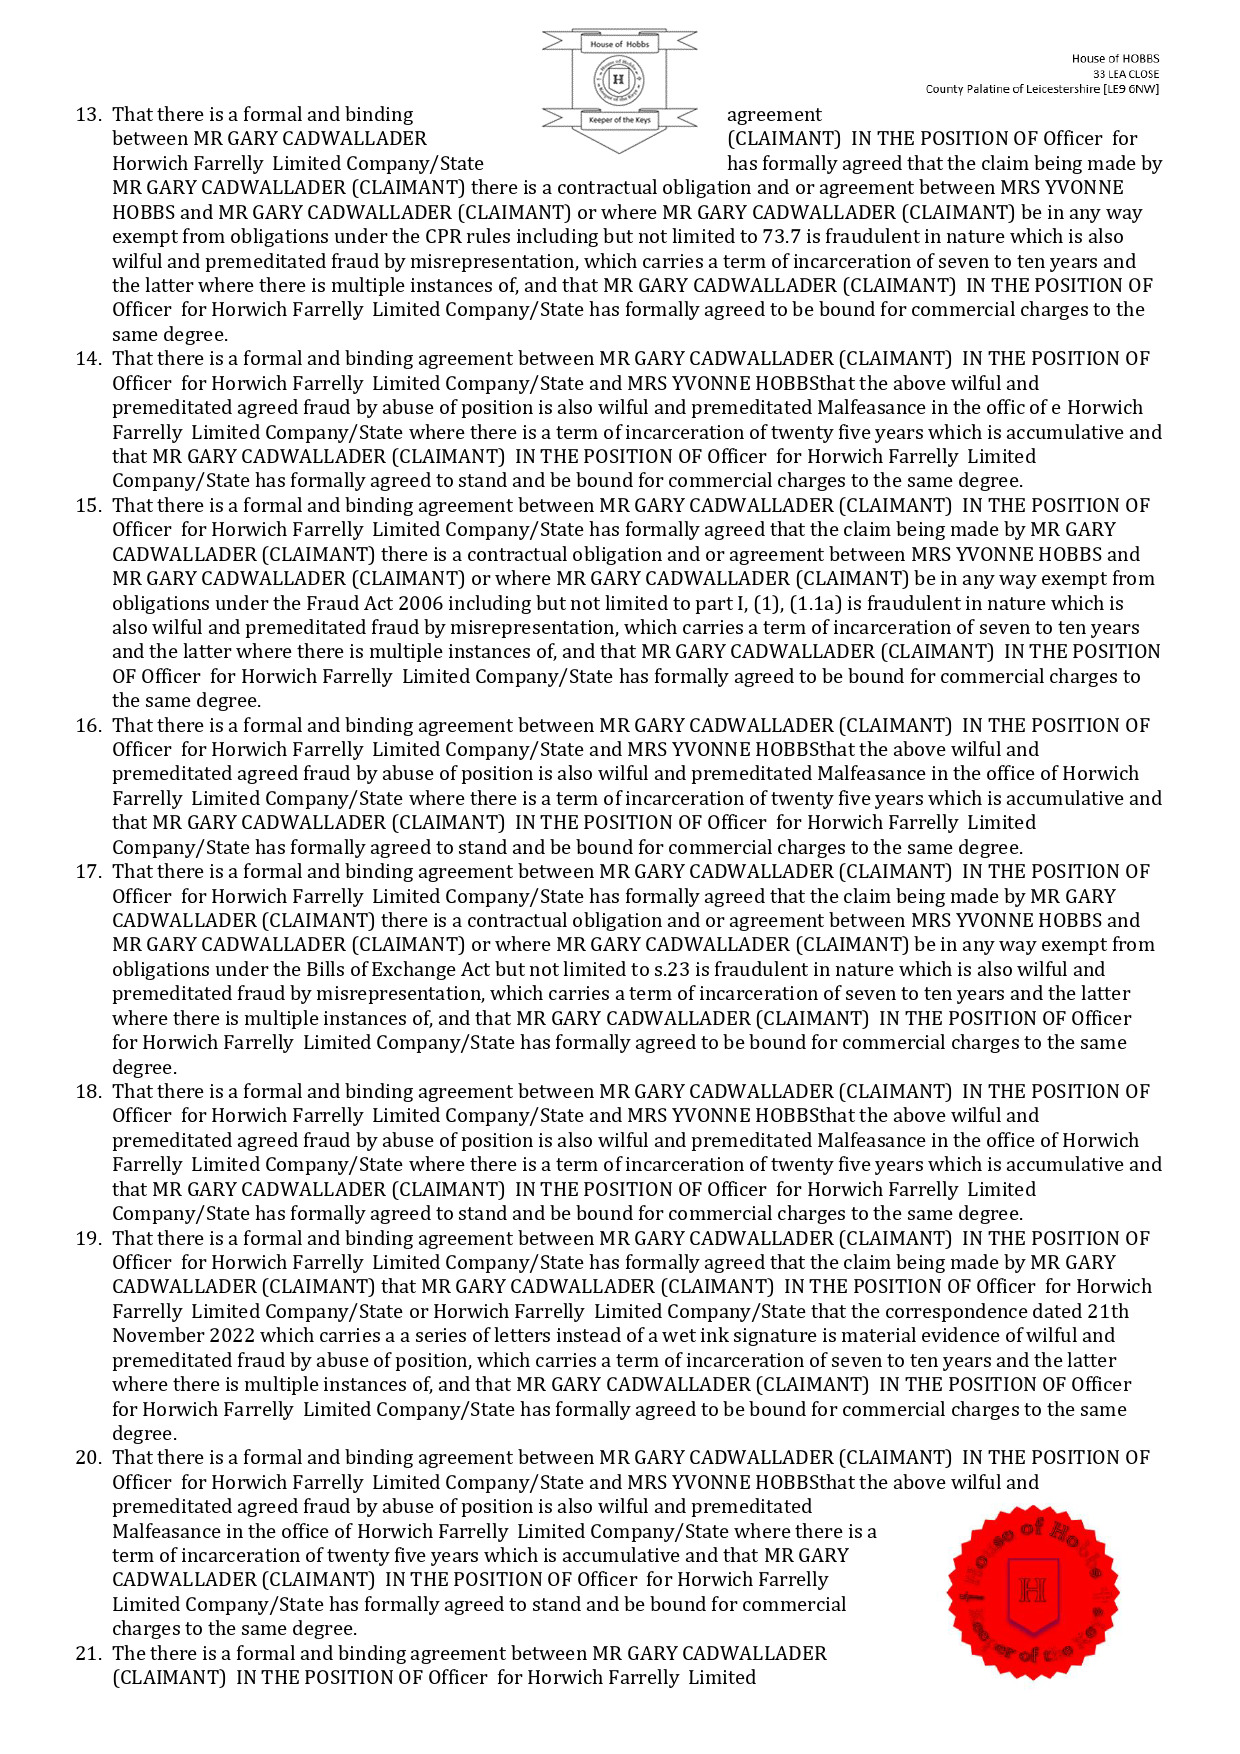 House of Hobbs
House of Hobbs
H
Keeper of the Keys
Keeper of the Keys
House of HOBBS
33 LEA CLOSE
County Palatine of Leicestershire [LE9 6NW]
13. That there is a formal and binding agreement
between MR GARY CADWALLADER (CLAIMANT) IN THE POSITION OF Officer for
Horwich Farrelly Limited Company/State has formally agreed that the claim being made by
MR GARY CADWALLADER (CLAIMANT) there is a contractual obligation and or agreement between MRS YVONNE
HOBBS and MR GARY CADWALLADER (CLAIMANT) or where MR GARY CADWALLADER (CLAIMANT) be in any way
exempt from obligations under the CPR rules including but not limited to 73.7 is fraudulent in nature which is also
wilful and premeditated fraud by misrepresentation, which carries a term of incarceration of seven to ten years and
the latter where there is multiple instances of, and that MR GARY CADWALLADER (CLAIMANT) IN THE POSITION OF
Officer for Horwich Farrelly Limited Company/State has formally agreed to be bound for commercial charges to the
same degree.
14. That there is a formal and binding agreement between MR GARY CADWALLADER (CLAIMANT) IN THE POSITION OF
Officer for Horwich Farrelly Limited Company/State and MRS YVONNE HOBBSthat the above wilful and
premeditated agreed fraud by abuse of position is also wilful and premeditated Malfeasance in the offic of e Horwich
Farrelly Limited Company/State where there is a term of incarceration of twenty five years which is accumulative and
that MR GARY CADWALLADER (CLAIMANT) IN THE POSITION OF Officer for Horwich Farrelly Limited
Company/State has formally agreed to stand and be bound for commercial charges to the same degree.
15. That there is a formal and binding agreement between MR GARY CADWALLADER (CLAIMANT) IN THE POSITION OF
Officer for Horwich Farrelly Limited Company/State has formally agreed that the claim being made by MR GARY
CADWALLADER (CLAIMANT) there is a contractual obligation and or agreement between MRS YVONNE HOBBS and
MR GARY CADWALLADER (CLAIMANT) or where MR GARY CADWALLADER (CLAIMANT) be in any way exempt from
obligations under the Fraud Act 2006 including but not limited to part I, (1), (1.1a) is fraudulent in nature which is
also wilful and premeditated fraud by misrepresentation, which carries a term of incarceration of seven to ten years
and the latter where there is multiple instances of, and that MR GARY CADWALLADER (CLAIMANT) IN THE POSITION
OF Officer for Horwich Farrelly Limited Company/State has formally agreed to be bound for commercial charges to
the same degree.
16. That there is a formal and binding agreement between MR GARY CADWALLADER (CLAIMANT) IN THE POSITION OF
Officer for Horwich Farrelly Limited Company/State and MRS YVONNE HOBBSthat the above wilful and
premeditated agreed fraud by abuse of position is also wilful and premeditated Malfeasance in the office of Horwich
Farrelly Limited Company/State where there is a term of incarceration of twenty five years which is accumulative and
that MR GARY CADWALLADER (CLAIMANT) IN THE POSITION OF Officer for Horwich Farrelly Limited
Company/State has formally agreed to stand and be bound for commercial charges to the same degree.
17. That there is a formal and binding agreement between MR GARY CADWALLADER (CLAIMANT) IN THE POSITION OF
Officer for Horwich Farrelly Limited Company/State has formally agreed that the claim being made by MR GARY
CADWALLADER (CLAIMANT) there is a contractual obligation and or agreement between MRS YVONNE HOBBS and
MR GARY CADWALLADER (CLAIMANT) or where MR GARY CADWALLADER (CLAIMANT) be in any way exempt from
obligations under the Bills of Exchange Act but not limited to s.23 is fraudulent in nature which is also wilful and
premeditated fraud by misrepresentation, which carries a term of incarceration of seven to ten years and the latter
where there is multiple instances of, and that MR GARY CADWALLADER (CLAIMANT) IN THE POSITION OF Officer
for Horwich Farrelly Limited Company/State has formally agreed to be bound for commercial charges to the same
degree.
18. That there is a formal and binding agreement between MR GARY CADWALLADER (CLAIMANT) IN THE POSITION OF
Officer for Horwich Farrelly Limited Company/State and MRS YVONNE HOBBSthat the above wilful and
premeditated agreed fraud by abuse of position is also wilful and premeditated Malfeasance in the office of Horwich
Farrelly Limited Company/State where there is a term of incarceration of twenty five years which is accumulative and
that MR GARY CADWALLADER (CLAIMANT) IN THE POSITION OF Officer for Horwich Farrelly Limited
Company/State has formally agreed to stand and be bound for commercial charges to the same degree.
19. That there is a formal and binding agreement between MR GARY CADWALLADER (CLAIMANT) IN THE POSITION OF
Officer for Horwich Farrelly Limited Company/State has formally agreed that the claim being made by MR GARY
CADWALLADER (CLAIMANT) that MR GARY CADWALLADER (CLAIMANT) IN THE POSITION OF Officer for Horwich
Farrelly Limited Company/State or Horwich Farrelly Limited Company/State that the correspondence dated 21th
November 2022 which carries a a series of letters instead of a wet ink signature is material evidence of wilful and
premeditated fraud by abuse of position, which carries a term of incarceration of seven to ten years and the latter
where there is multiple instances of, and that MR GARY CADWALLADER (CLAIMANT) IN THE POSITION OF Officer
for Horwich Farrelly Limited Company/State has formally agreed to be bound for commercial charges to the same
degree.
20. That there is a formal and binding agreement between MR GARY CADWALLADER (CLAIMANT) IN THE POSITION OF
Officer for Horwich Farrelly Limited Company/State and MRS YVONNE HOBBSthat the above wilful and
premeditated agreed fraud by abuse of position is also wilful and premeditated
Malfeasance in the office of Horwich Farrelly Limited Company/State where there is a
term of incarceration of twenty five years which is accumulative and that MR GARY
CADWALLADER (CLAIMANT) IN THE POSITION OF Officer for Horwich Farrelly
Limited Company/State has formally agreed to stand and be bound for commercial
charges to the same degree.
21. The there is a formal and binding agreement between MR GARY CADWALLADER
(CLAIMANT) IN THE POSITION OF Officer for Horwich Farrelly Limited
House of Hobbs
H
Keeper of the Keys